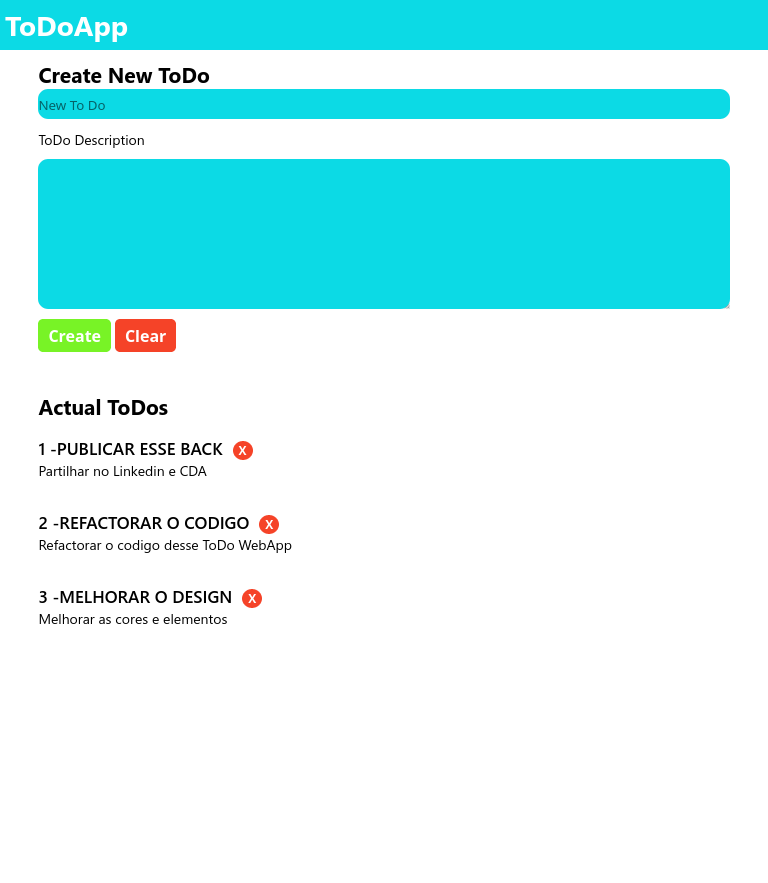 ToDoApp
Create New ToDo
New To Do
ToDo Description
Create Clear
Actual ToDos
1 -PUBLICAR ESSE BACK X
Partilhar no Linkedin e CDA
2 -REFACTORAR O CODIGO X
Refactorar o codigo desse ToDo WebApp
3 -MELHORAR O DESIGN X
Melhorar as cores e elementos